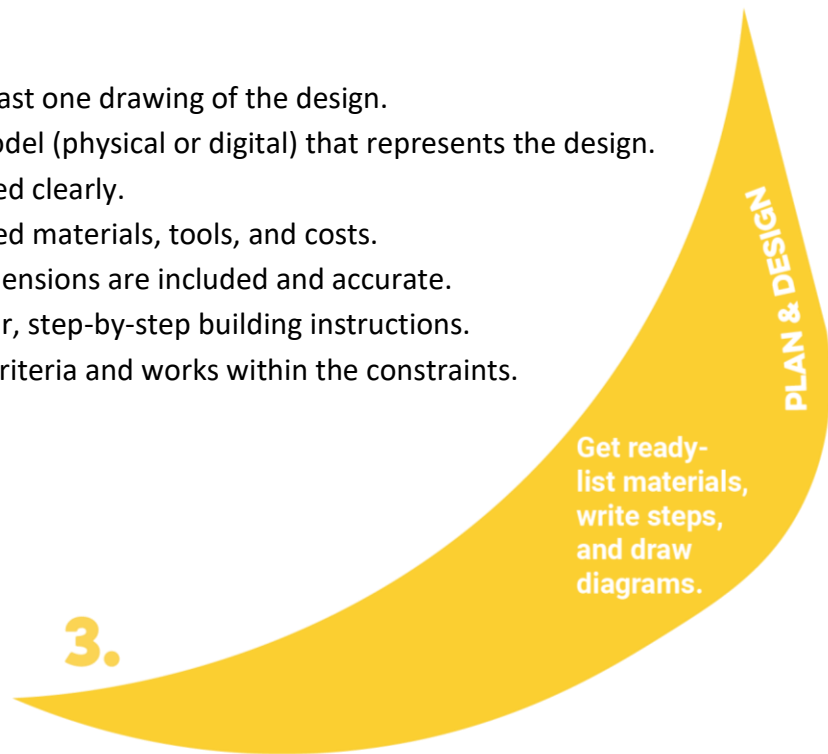 ast one drawing of the design.
odel (physical or digital) that represents the design.
ed clearly.
ed materials, tools, and costs.
ensions are included and accurate.
r, step-by-step building instructions.
riteria and works within the constraints.
PLAN & DESIGN
Get ready-
list materials,
write steps,
and draw
diagrams.
3.